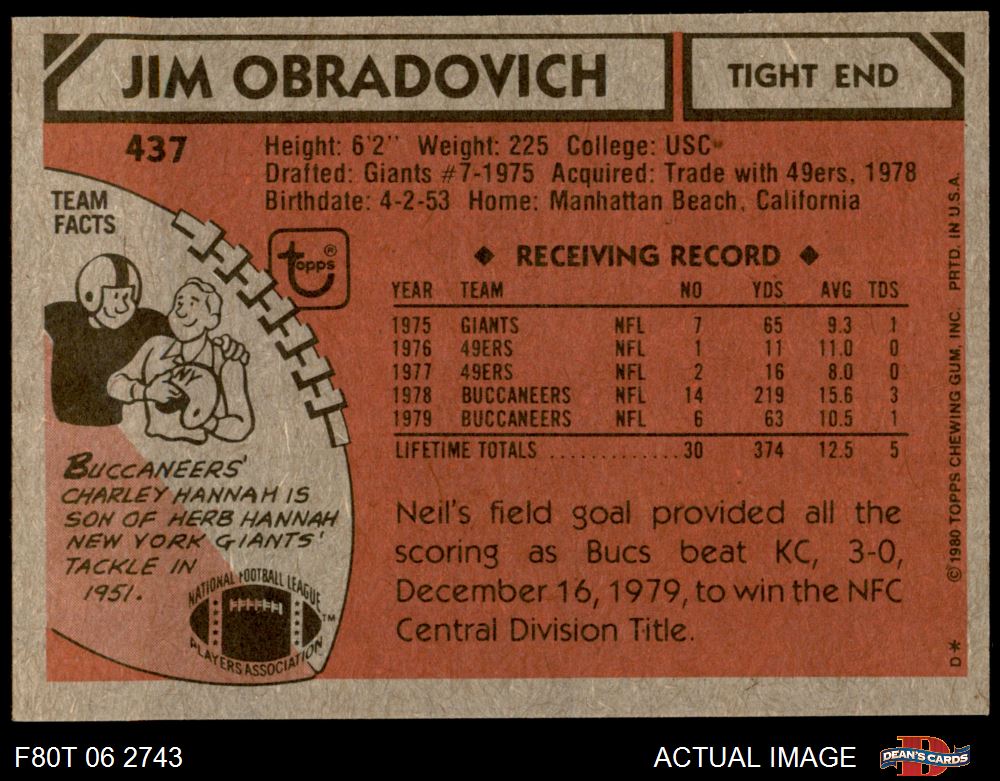 JIM OBRADOVICH
TIGHT END
437
Height: 6'2" Weight: 225 College: USC
Drafted: Giants #7-1975 Acquired: Trade with 49ers, 1978
Birthdate: 4-2-53 Home: Manhattan Beach, California
TEAM
FACTS
topps®
◆ RECEIVING RECORD ◆
YEAR TEAM NO YDS AVG TDS
1975 GIANTS NFL 7 65 9.3 1
1976 49ERS NFL 1 11 11.0 0
1977 49ERS NFL 2 16 8.0 0
1978 BUCCANEERS NFL 14 219 15.6 3
1979 BUCCANEERS NFL 6 63 10.5 1
LIFETIME TOTALS ............ 30 374 12.5 5
NY
BUCCANEERS'
CHARLEY HANNAH IS
SON OF HERB HANNAH
NEW YORK GIANTS'
TACKLE IN
1951.
NATIONAL FOOTBALL LEAGUE
PLAYERS ASSOCIATION
TM
Neil's field goal provided all the
scoring as Bucs beat KC, 3-0,
December 16, 1979, to win the NFC
Central Division Title.
D* © 1980 TOPPS CHEWING GUM, INC. PRTD. IN U.S.A.
F80T 06 2743
ACTUAL IMAGE
D
DEAN'S CARDS